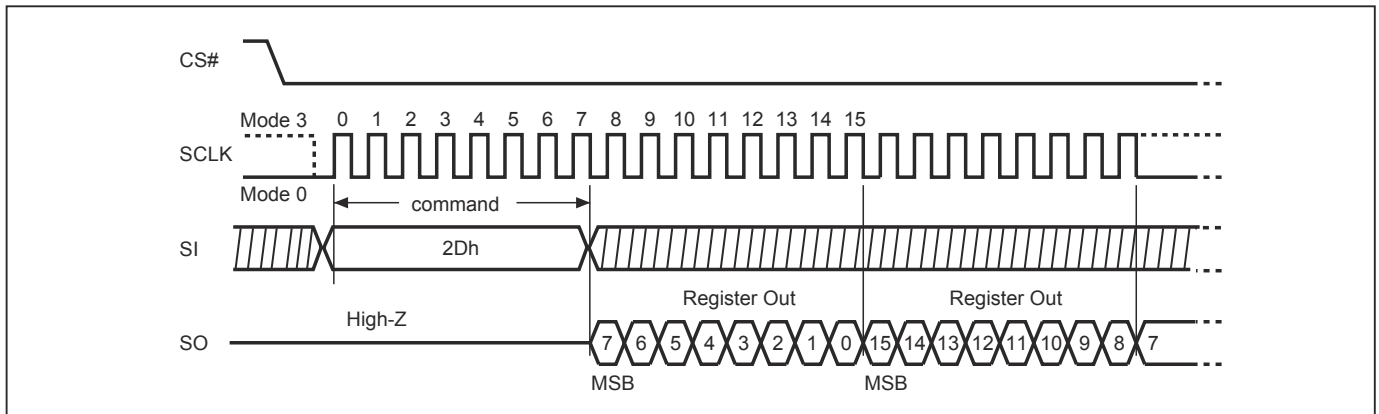 CS#
Mode 3 0 1 2 3 4 5 6 7 8 9 10 11 12 13 14 15
SCLK
Mode 0
command
SI 2Dh
Register Out Register Out
High-Z
SO 7 6 5 4 3 2 1 0 15 14 13 12 11 10 9 8 7
MSB MSB